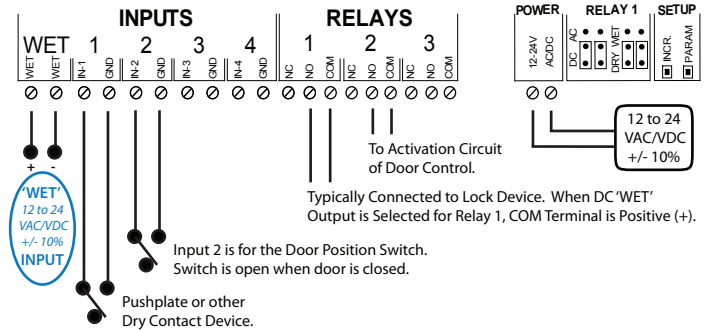 INPUTS
RELAYS
POWER
RELAY 1
SETUP
WET 1 2 3 4
1 2 3
WET WET IN-1 GND IN-2 GND IN-3 GND IN-4 GND
NC NO COM NC NO COM NC NO COM
12-24V
AC/DC
DC AC
DRY WET
INCR.
PARAM
+ -
'WET'
12 to 24
VAC/VDC
+/- 10%
INPUT
12 to 24
VAC/VDC
+/- 10%
To Activation Circuit
of Door Control.
Typically Connected to Lock Device. When DC 'WET'
Output is Selected for Relay 1, COM Terminal is Positive (+).
Input 2 is for the Door Position Switch.
Switch is open when door is closed.
Pushplate or other
Dry Contact Device.